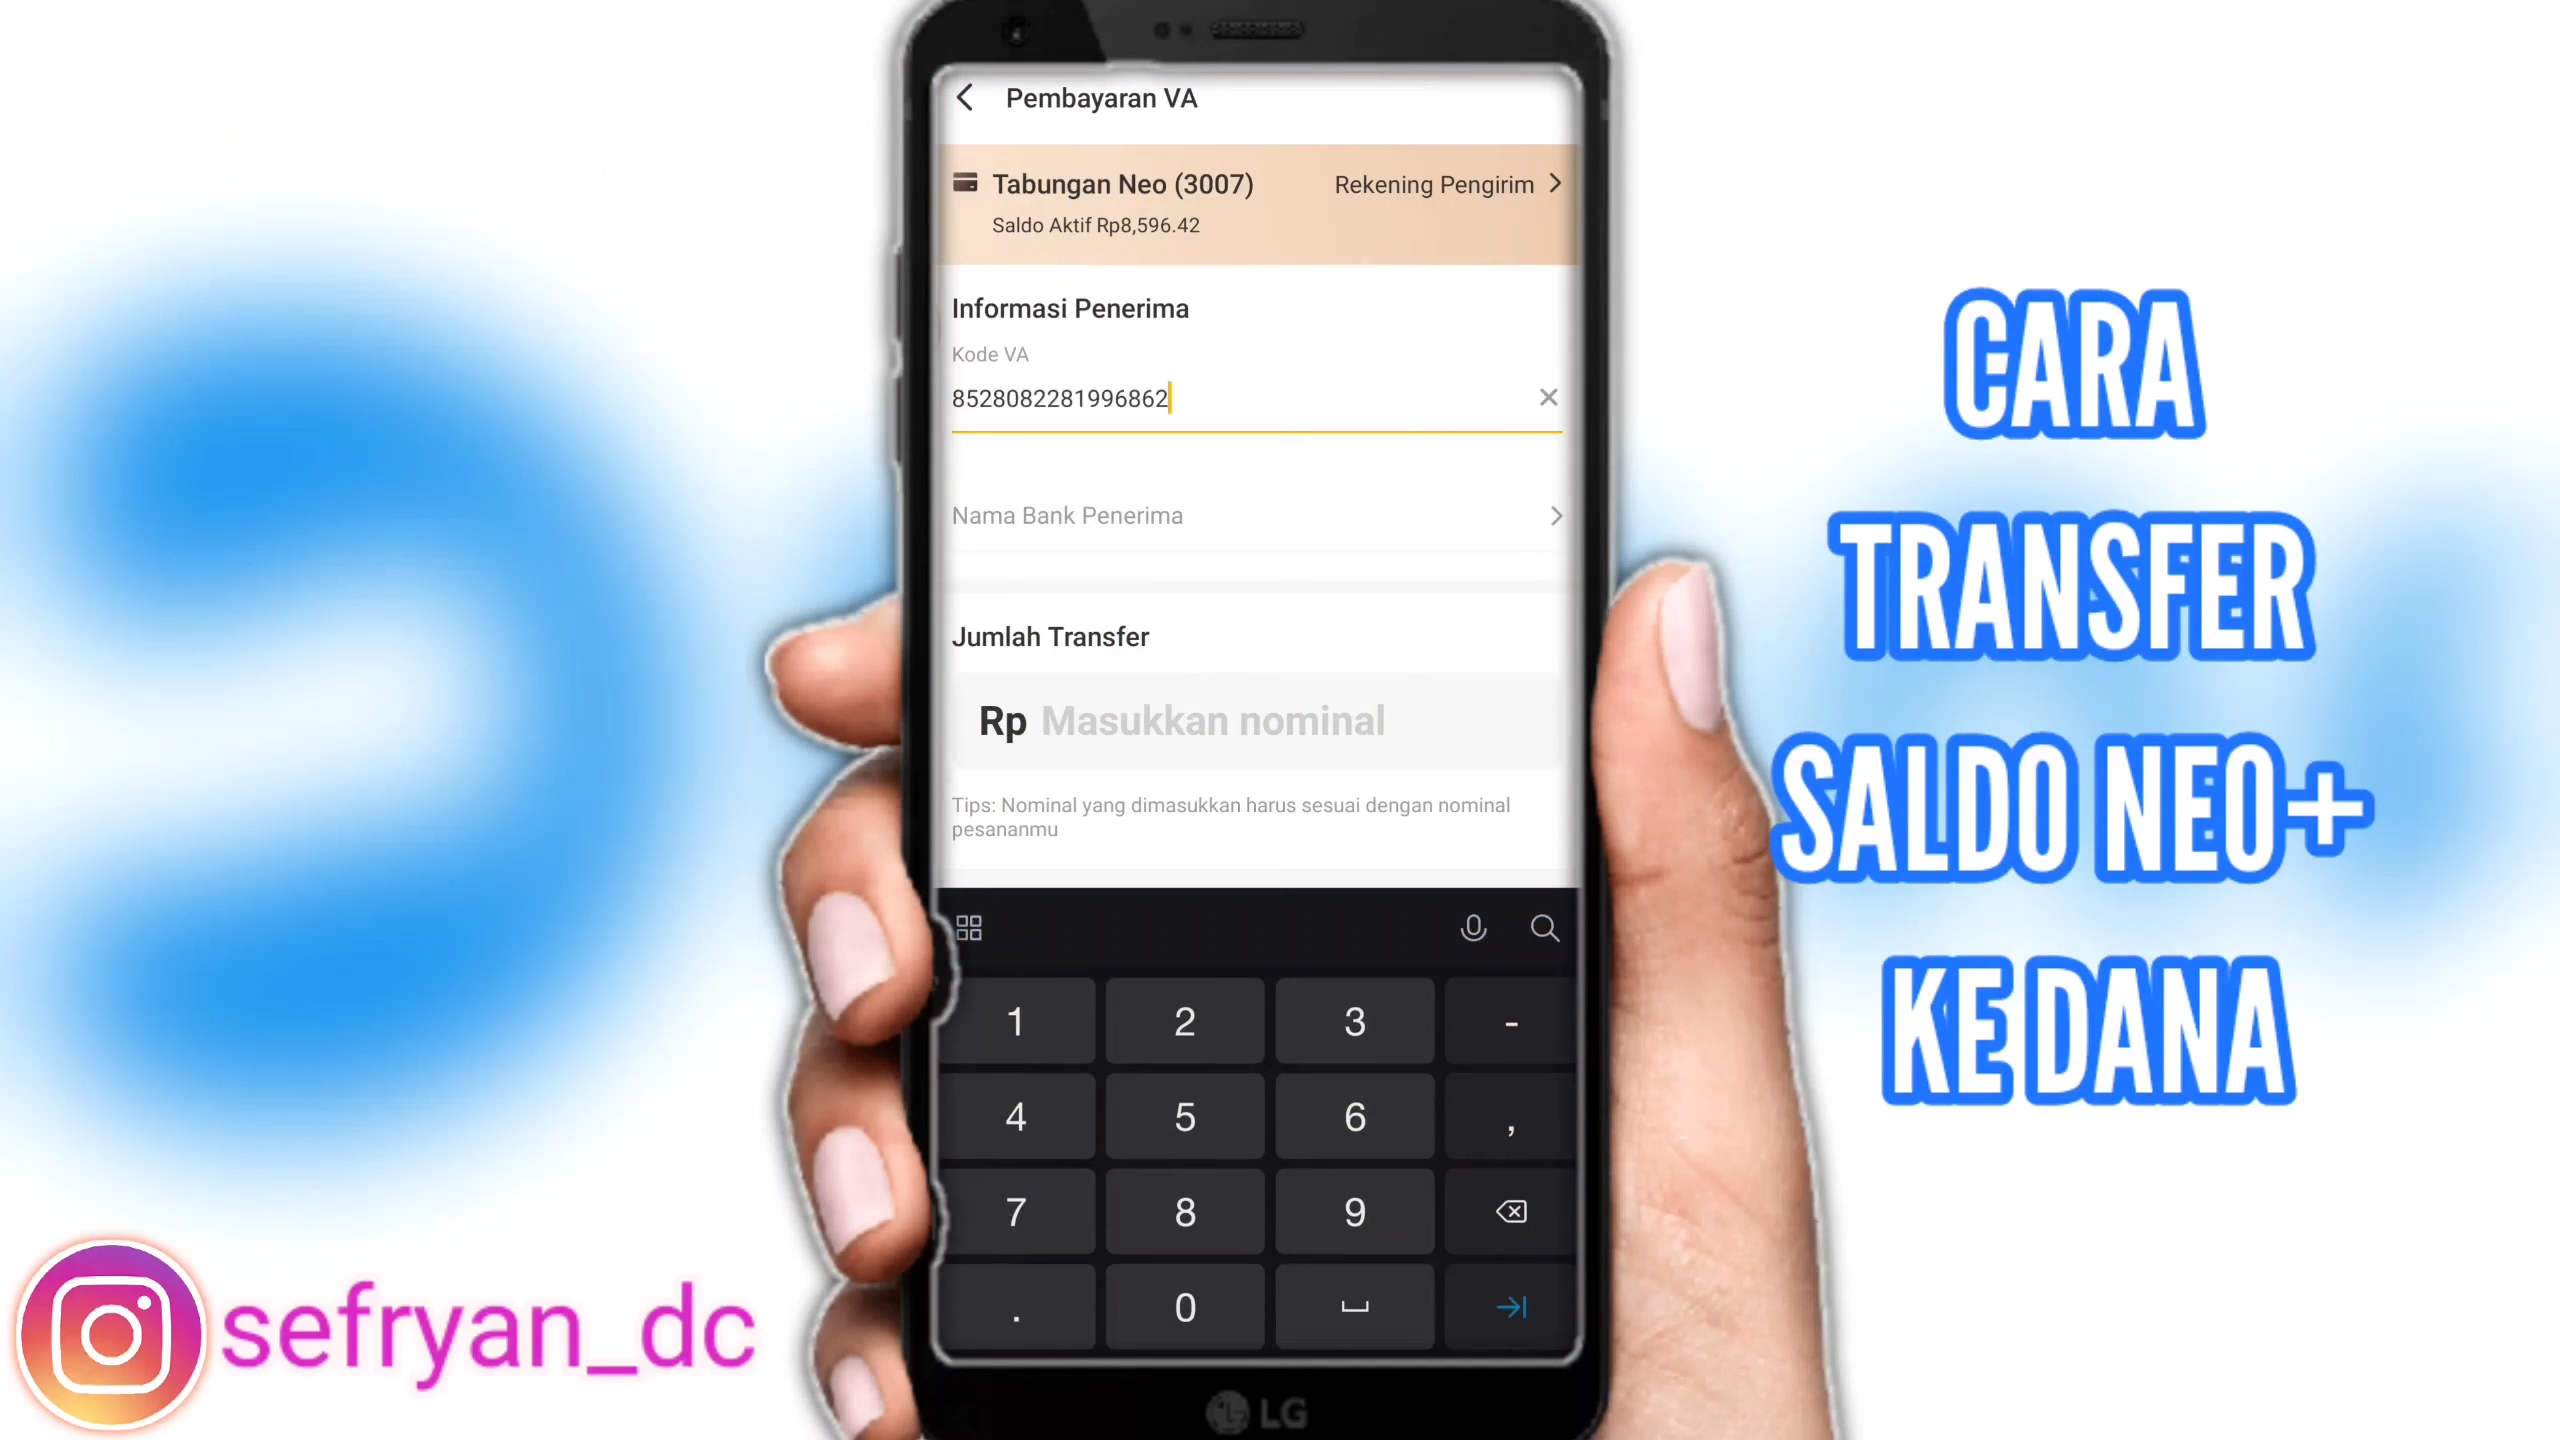 Pembayaran VA
Tabungan Neo (3007)
Rekening Pengirim
Saldo Aktif Rp8,596.42
Informasi Penerima
Kode VA
8528082281996862
Nama Bank Penerima
Jumlah Transfer
Rp Masukkan nominal
Tips: Nominal yang dimasukkan harus sesuai dengan nominal
pesananmu
1 2 3 -
4 5 6 ,
7 8 9
. 0
LG
CARA
TRANSFER
SALDO NEO+
KE DANA
sefryan_dc